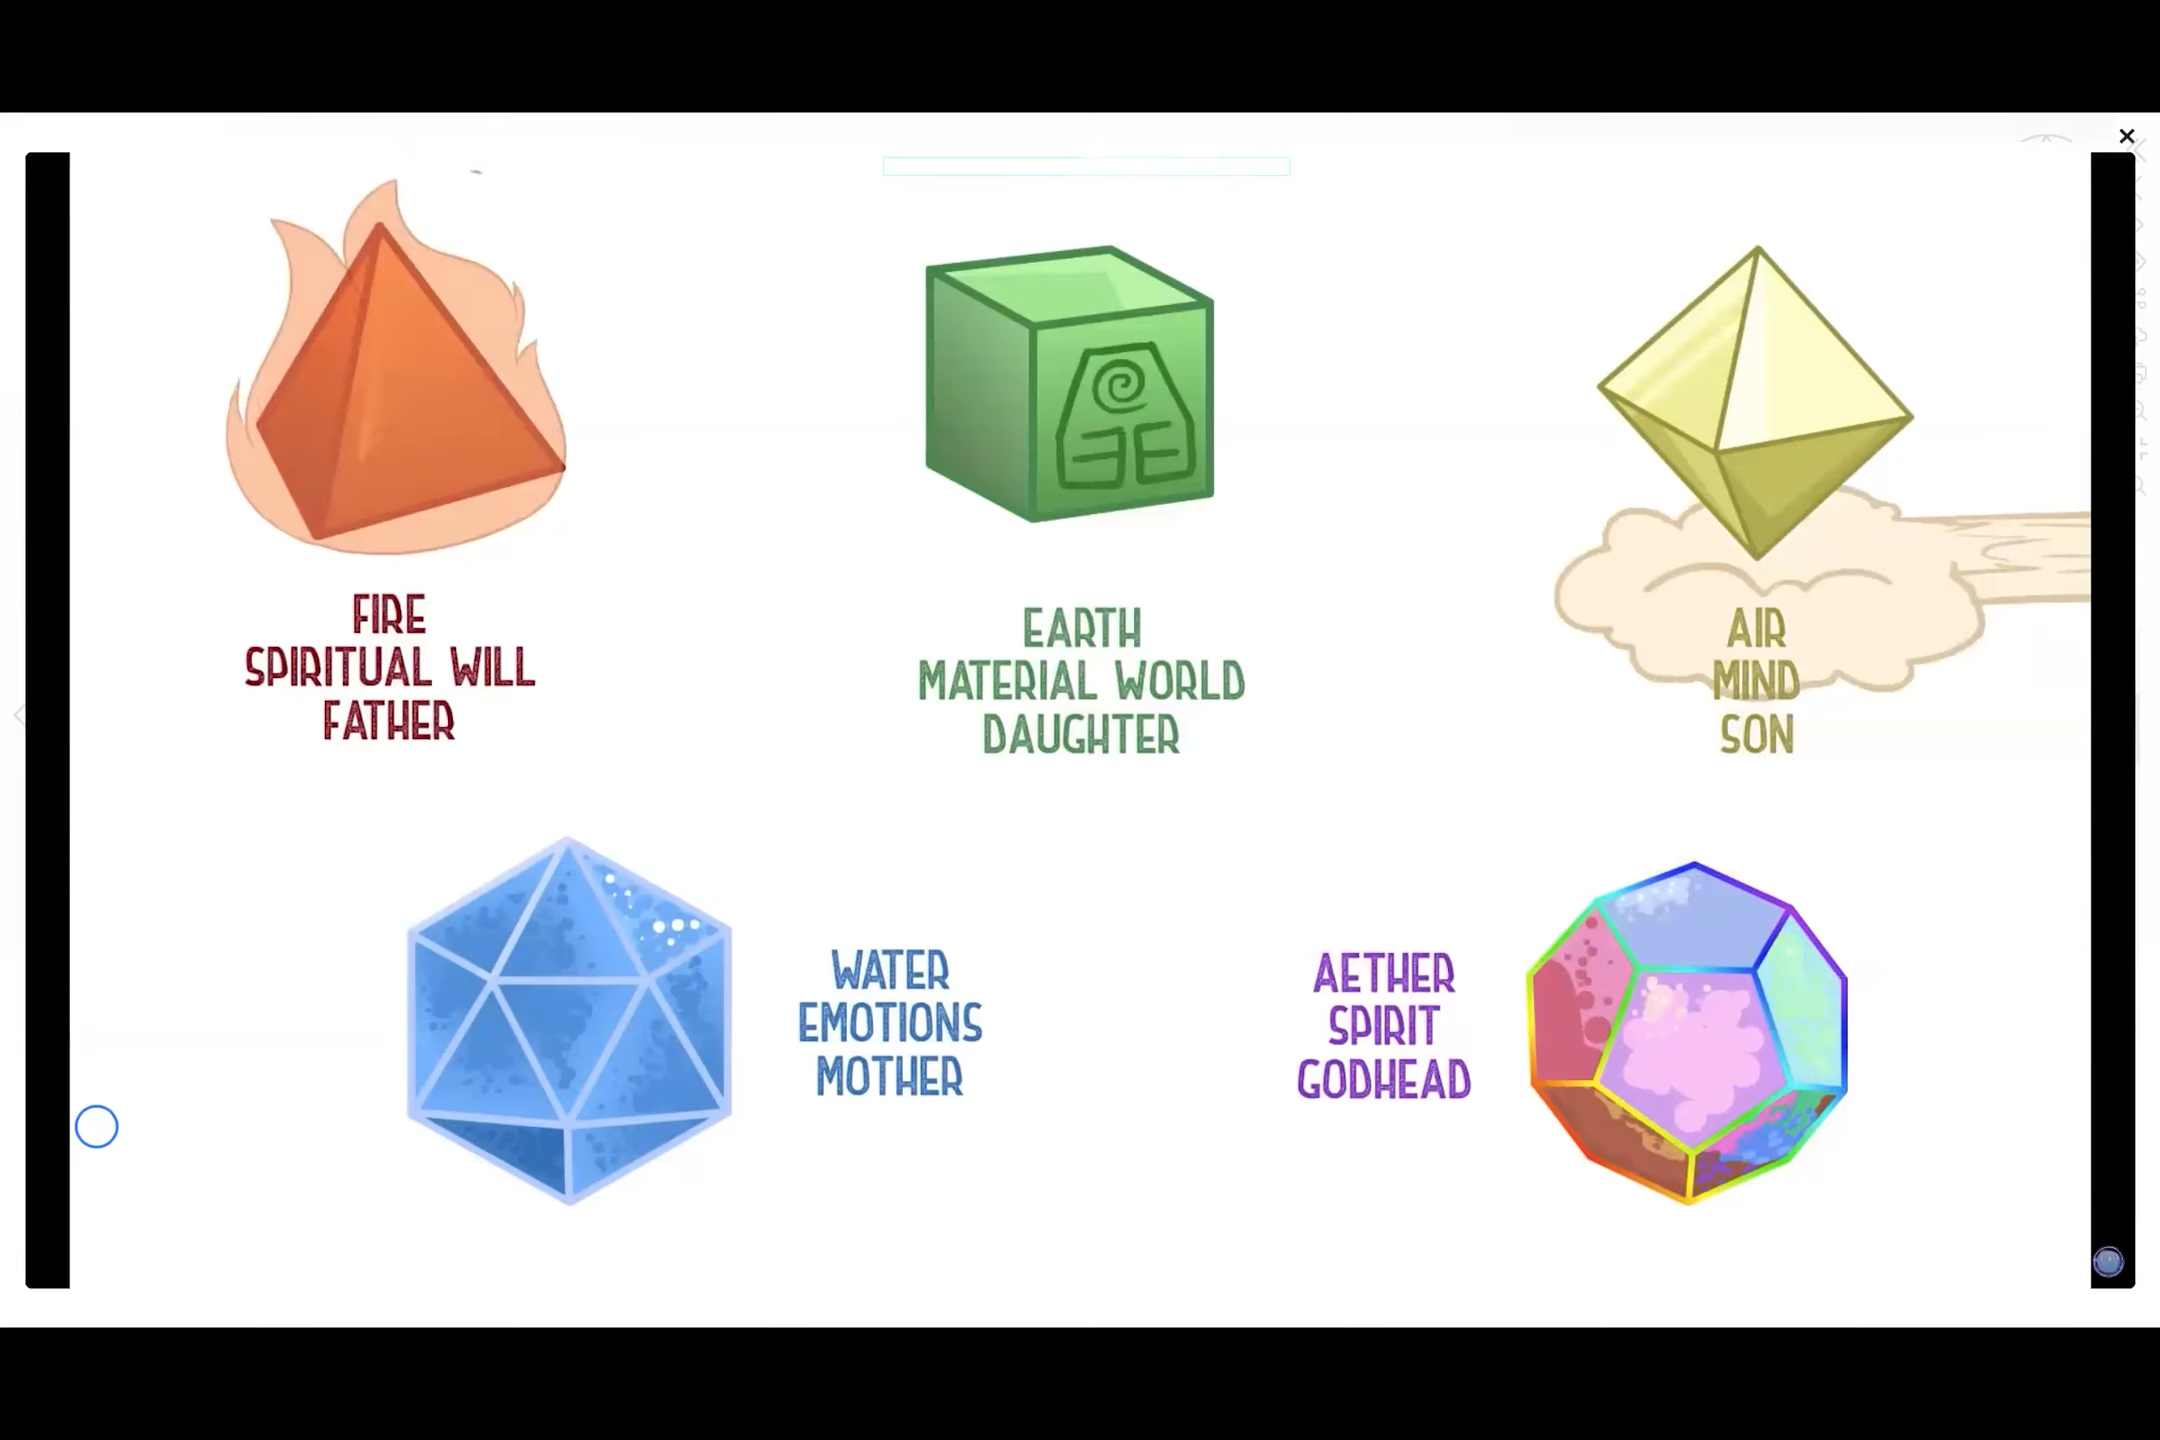 FIRE
SPIRITUAL WILL
FATHER
EARTH
MATERIAL WORLD
DAUGHTER
AIR
MIND
SON
WATER
EMOTIONS
MOTHER
AETHER
SPIRIT
GODHEAD